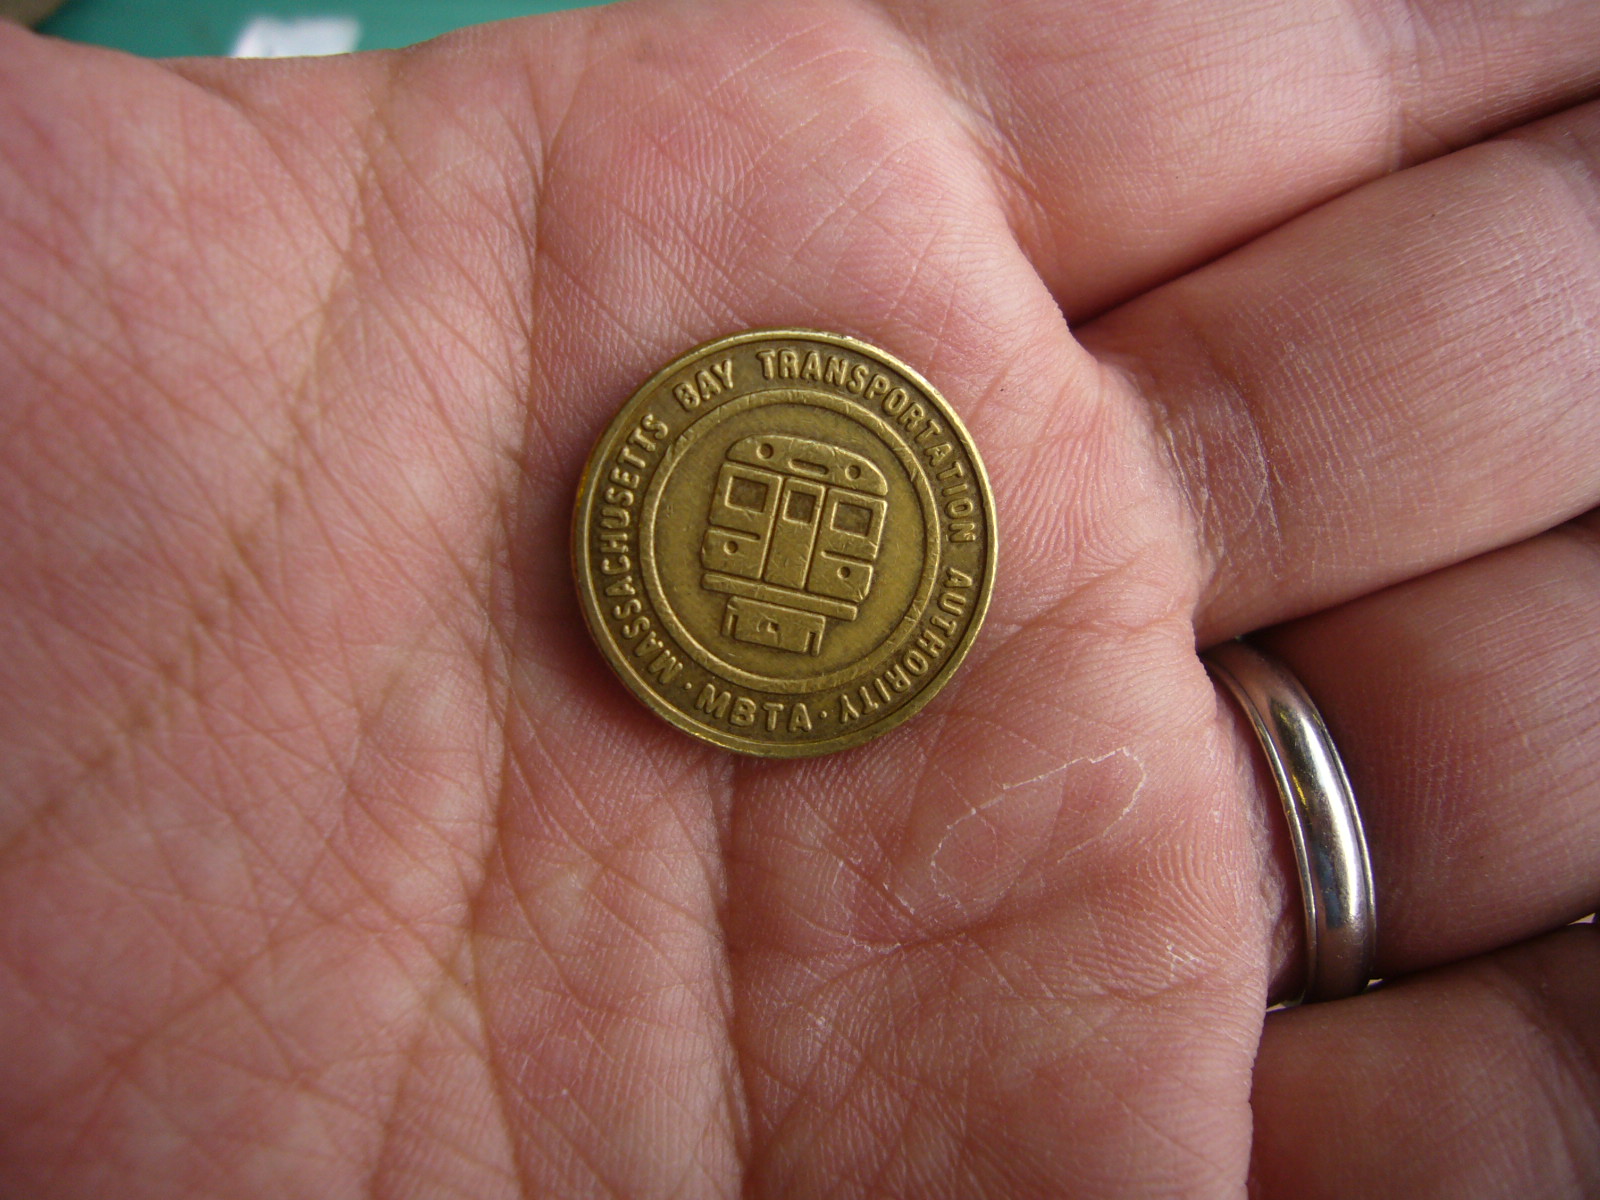 MASSACHUSETTS BAY TRANSPORTATION AUTHORITY
· MBTA ·